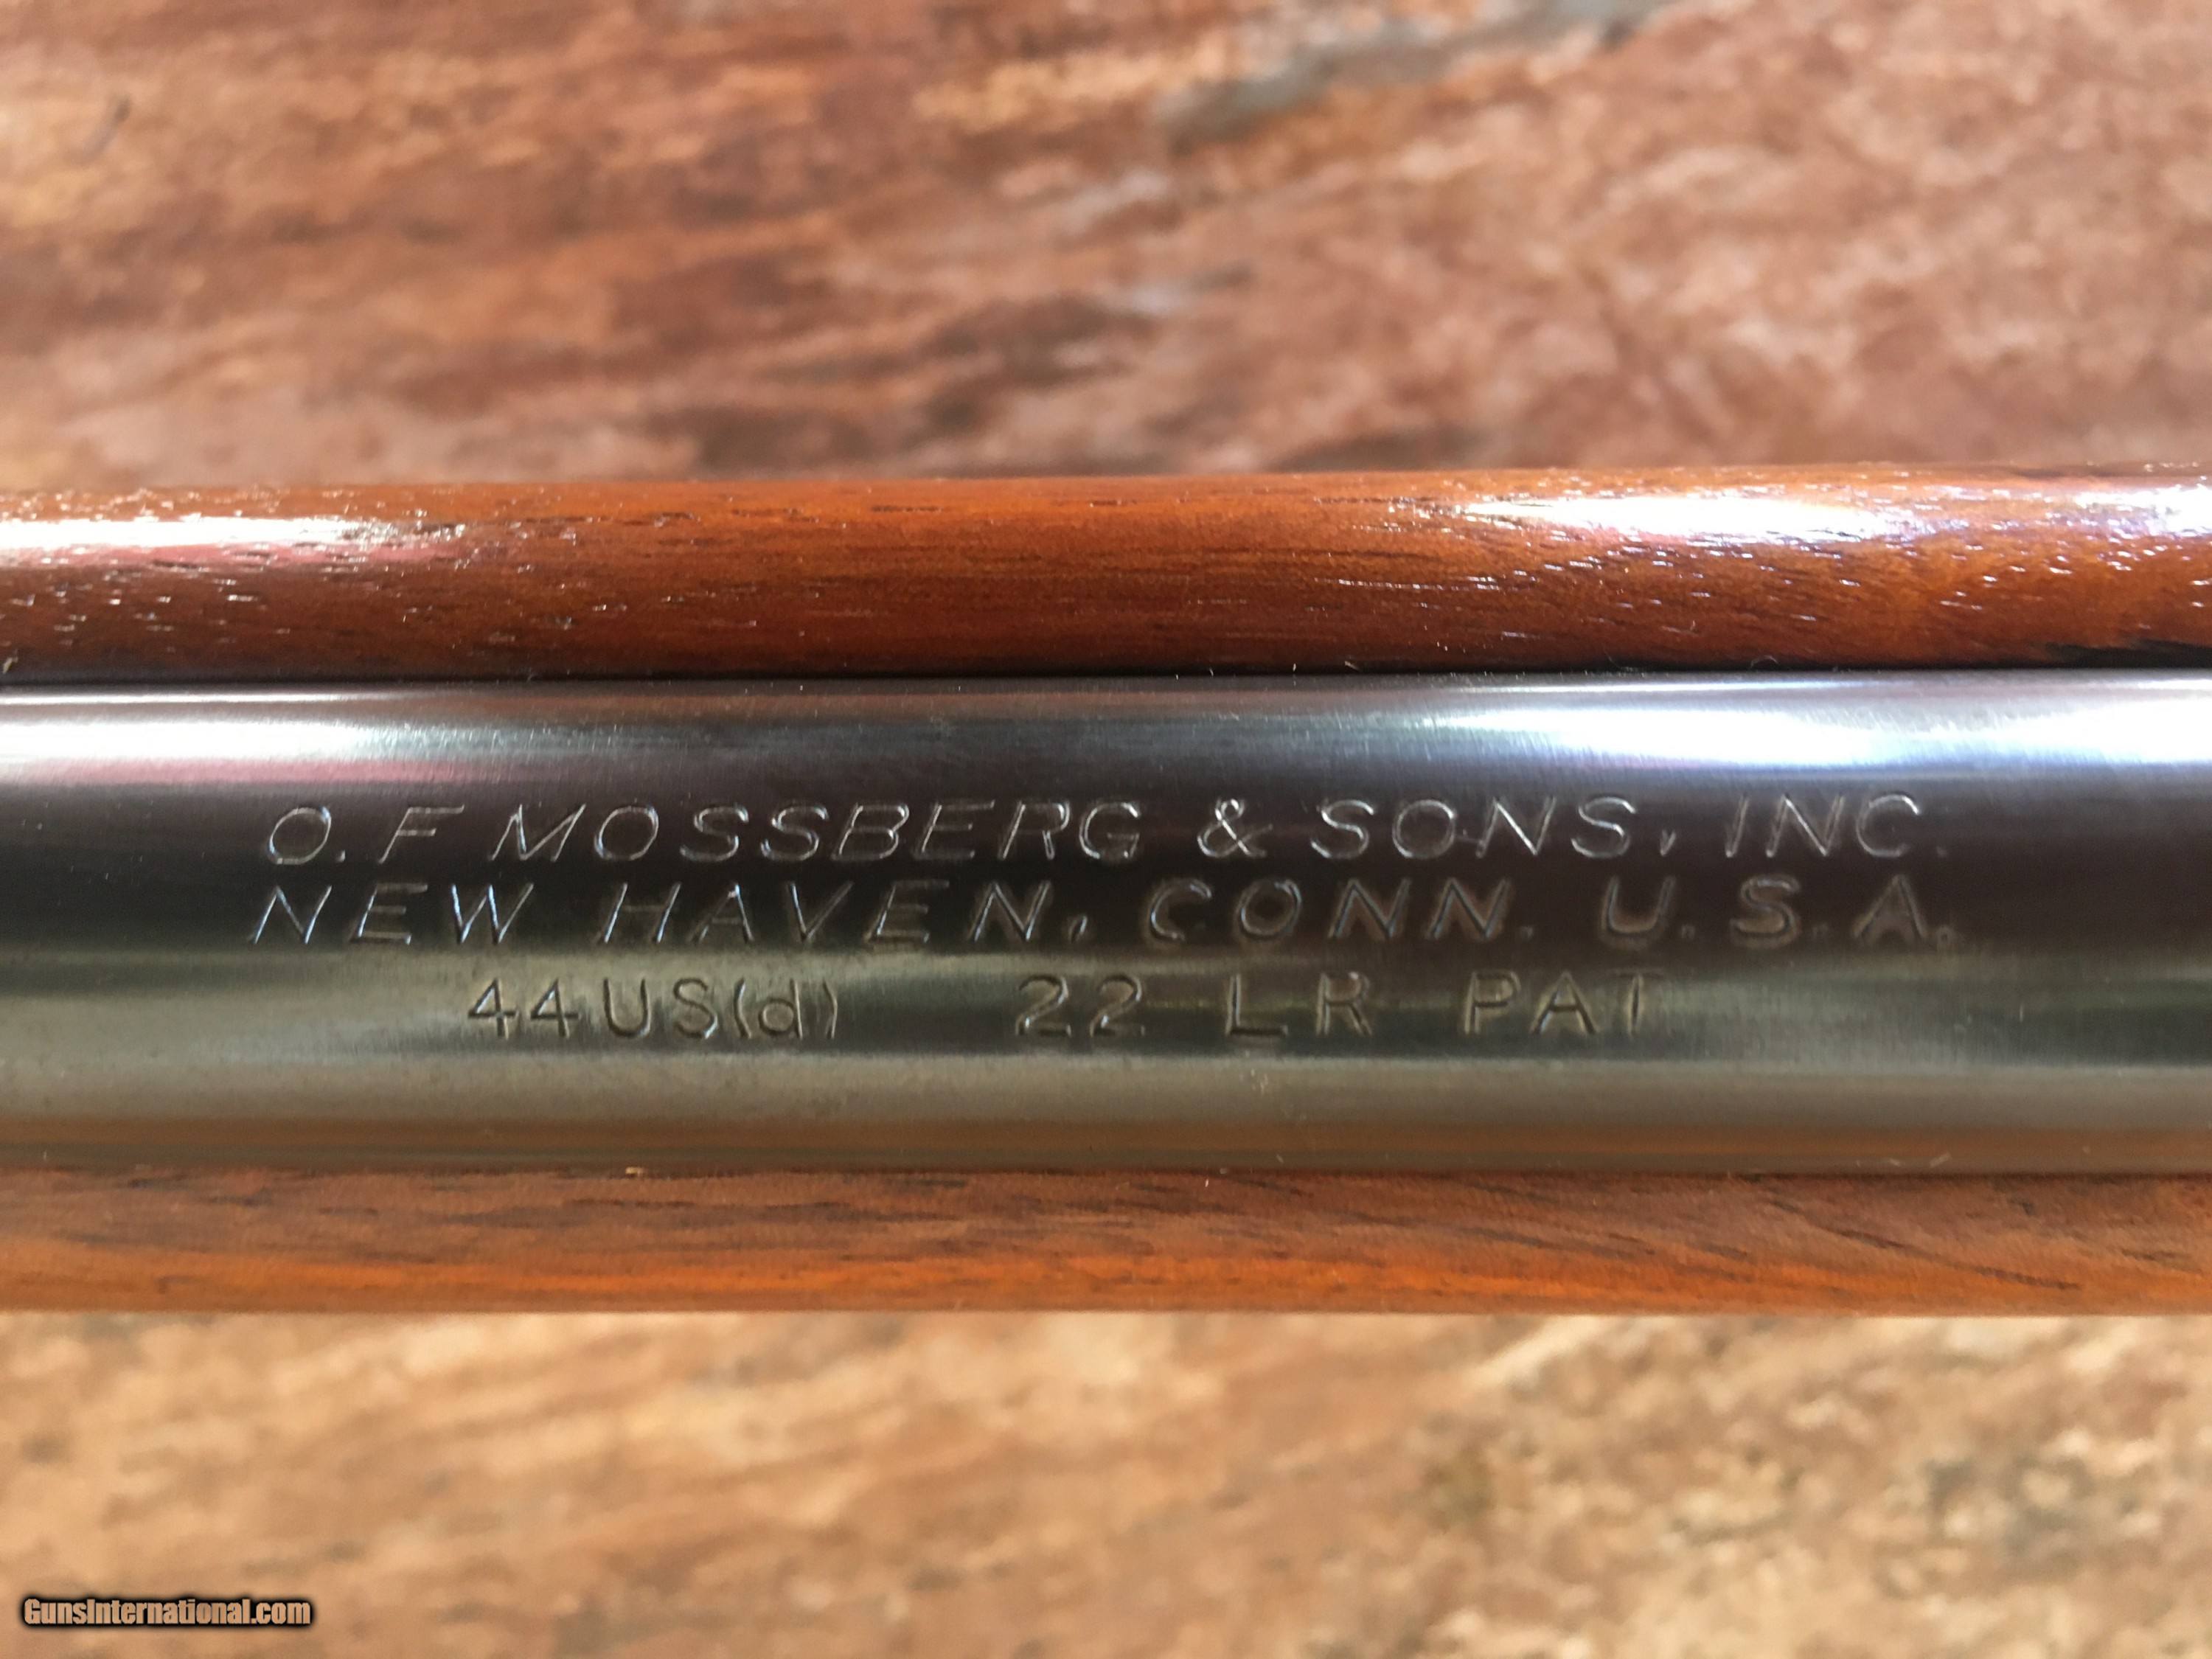 O.F MOSSBERG & SONS, INC.
NEW HAVEN, CONN. U.S.A.
44US(d) 22 LR PAT
GunsInternational.com